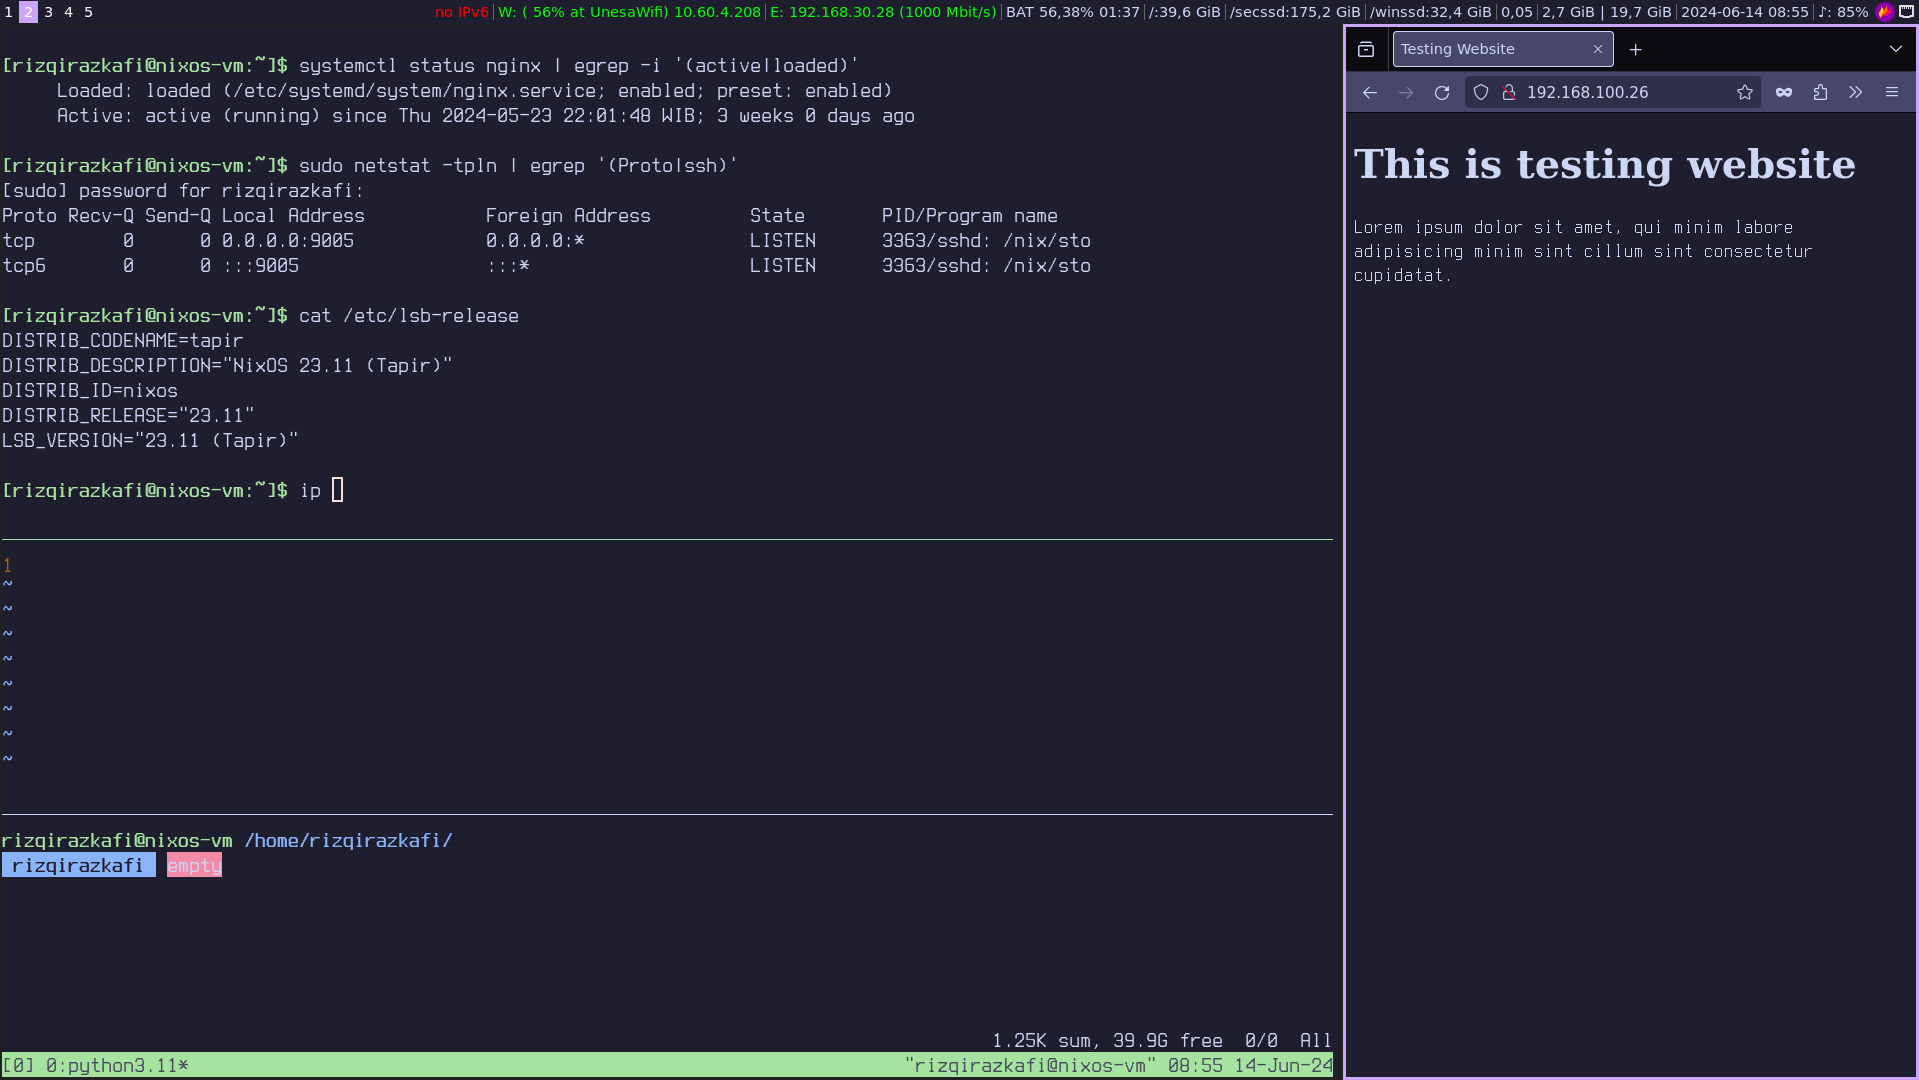 1 2 3 4 5
no IPv6|W: ( 56% at UnesaWifi) 10.60.4.208|E: 192.168.30.28 (1000 Mbit/s)|BAT 56,38% 01:37|/:39,6 GiB|/secssd:175,2 GiB|/winssd:32,4 GiB|0,05|2,7 GiB | 19,7 GiB|2024-06-14 08:55|♪: 85%
[rizqirazkafi@nixos-vm:~]$ systemctl status nginx | egrep -i '(active|loaded)'
     Loaded: loaded (/etc/systemd/system/nginx.service; enabled; preset: enabled)
     Active: active (running) since Thu 2024-05-23 22:01:48 WIB; 3 weeks 0 days ago
[rizqirazkafi@nixos-vm:~]$ sudo netstat -tpln | egrep '(Proto|ssh)'
[sudo] password for rizqirazkafi:
Proto Recv-Q Send-Q Local Address           Foreign Address         State       PID/Program name
tcp        0      0 0.0.0.0:9005            0.0.0.0:*               LISTEN      3363/sshd: /nix/sto
tcp6       0      0 :::9005                 :::*                    LISTEN      3363/sshd: /nix/sto
[rizqirazkafi@nixos-vm:~]$ cat /etc/lsb-release
DISTRIB_CODENAME=tapir
DISTRIB_DESCRIPTION="NixOS 23.11 (Tapir)"
DISTRIB_ID=nixos
DISTRIB_RELEASE="23.11"
LSB_VERSION="23.11 (Tapir)"
[rizqirazkafi@nixos-vm:~]$ ip
1
~
~
~
~
~
~
~
~
rizqirazkafi@nixos-vm /home/rizqirazkafi/
rizqirazkafi  empty
1.25K sum, 39.9G free  0/0  All
[0] 0:python3.11*
"rizqirazkafi@nixos-vm" 08:55 14-Jun-24
Testing Website
192.168.100.26
This is testing website
Lorem ipsum dolor sit amet, qui minim labore
adipisicing minim sint cillum sint consectetur
cupidatat.